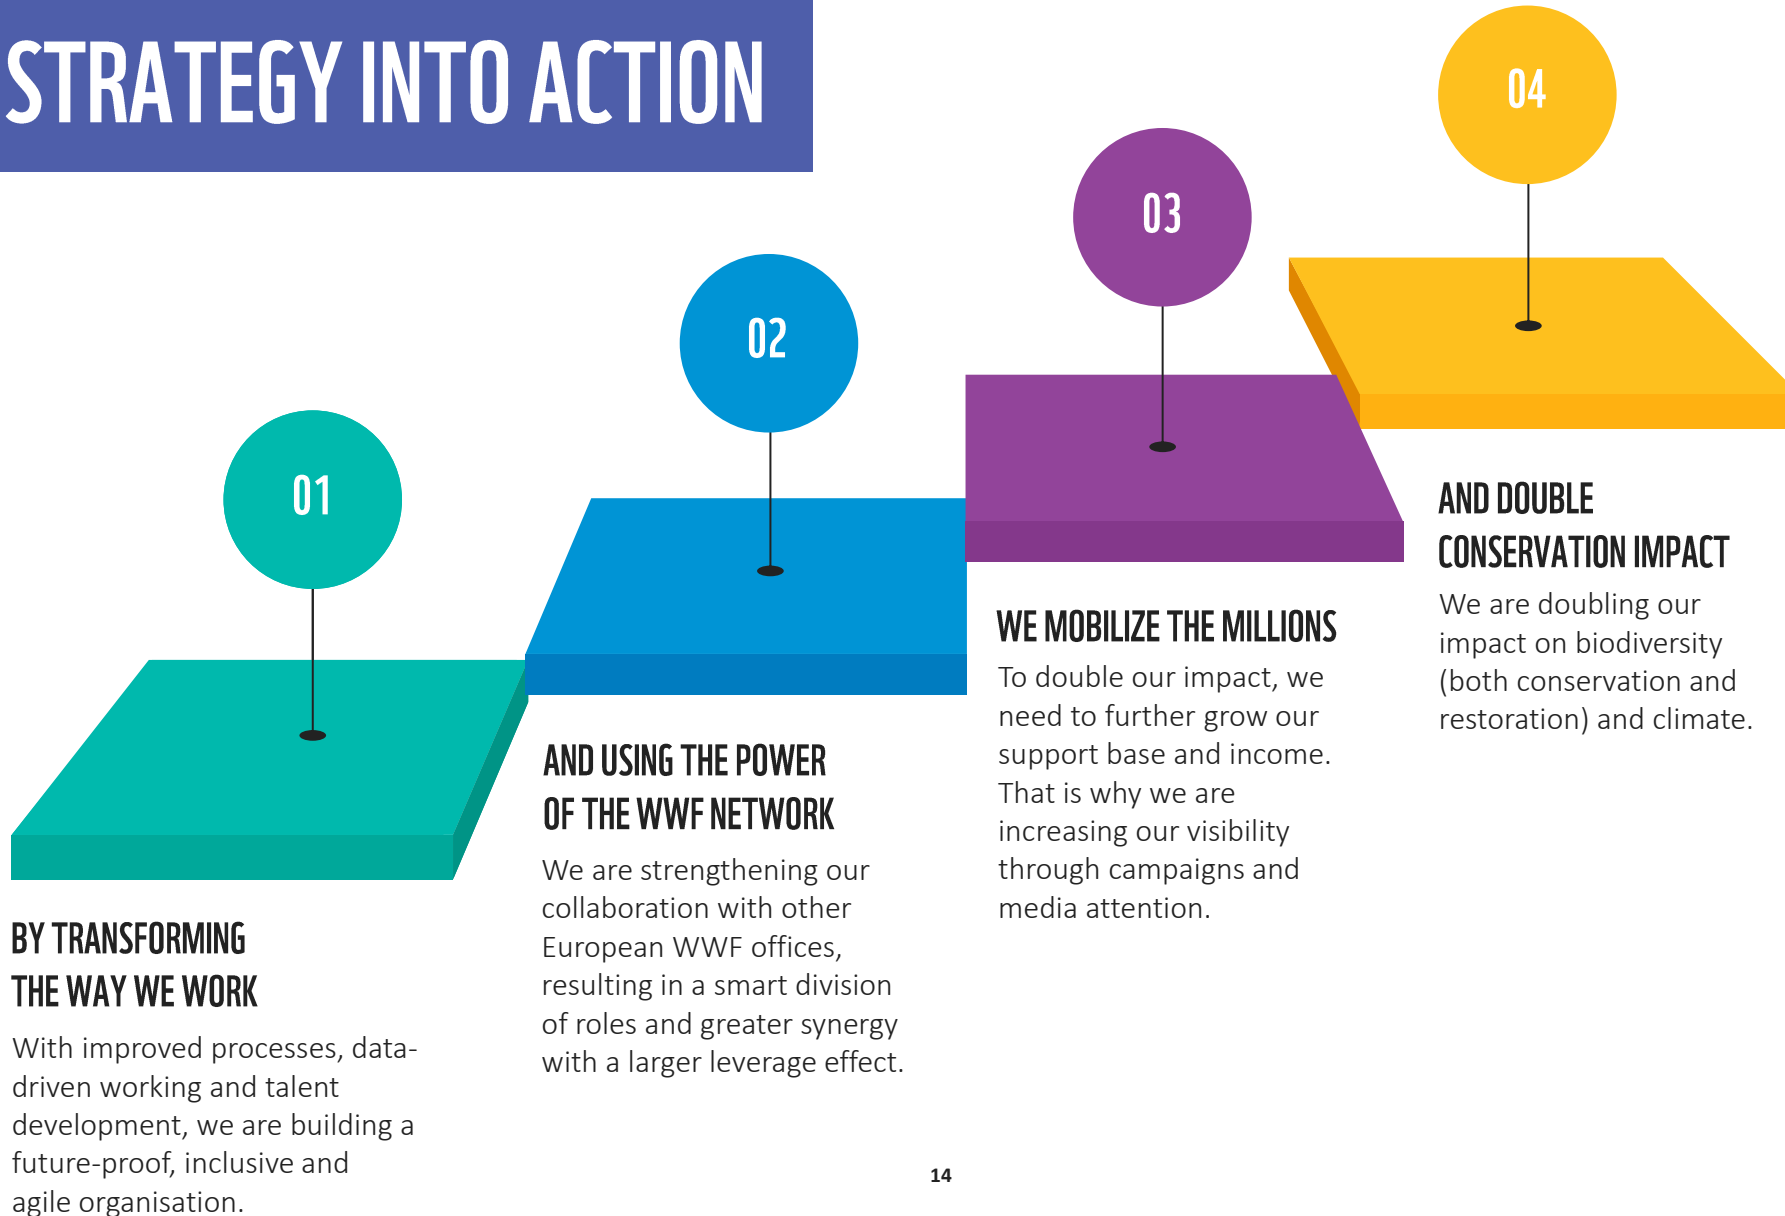 STRATEGY INTO ACTION
01
BY TRANSFORMING
THE WAY WE WORK
With improved processes, data-
driven working and talent
development, we are building a
future-proof, inclusive and
agile organisation.
02
AND USING THE POWER
OF THE WWF NETWORK
We are strengthening our
collaboration with other
European WWF offices,
resulting in a smart division
of roles and greater synergy
with a larger leverage effect.
03
WE MOBILIZE THE MILLIONS
To double our impact, we
need to further grow our
support base and income.
That is why we are
increasing our visibility
through campaigns and
media attention.
04
AND DOUBLE
CONSERVATION IMPACT
We are doubling our
impact on biodiversity
(both conservation and
restoration) and climate.
14